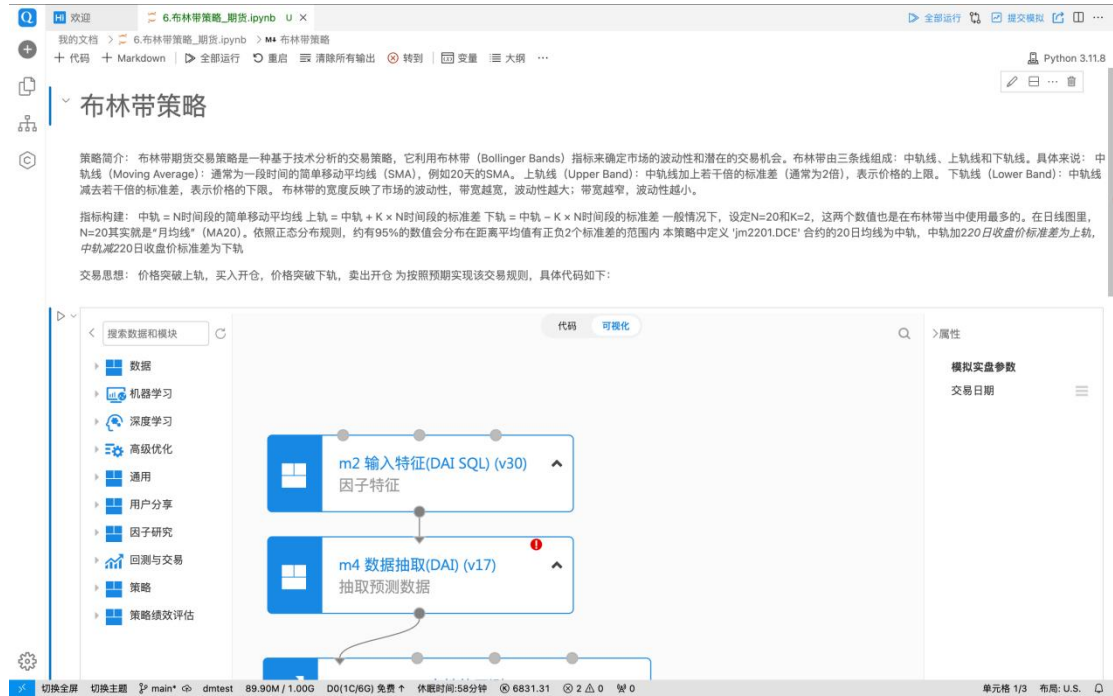 Q
Hi 欢迎
6.布林带策略_期货.ipynb U ×
全部运行 提交模拟
我的文档 > 6.布林带策略_期货.ipynb > M↓ 布林带策略
代码 Markdown 全部运行 重启 清除所有输出 转到 变量 大纲 ···
Python 3.11.8
布林带策略
策略简介： 布林带期货交易策略是一种基于技术分析的交易策略，它利用布林带（Bollinger Bands）指标来确定市场的波动性和潜在的交易机会。布林带由三条线组成：中轨线、上轨线和下轨线。具体来说： 中
轨线（Moving Average）：通常为一段时间的简单移动平均线（SMA），例如20天的SMA。 上轨线（Upper Band）：中轨线加上若干倍的标准差（通常为2倍），表示价格的上限。 下轨线（Lower Band）：中轨线
减去若干倍的标准差，表示价格的下限。 布林带的宽度反映了市场的波动性，带宽越宽，波动性越大；带宽越窄，波动性越小。
指标构建： 中轨 = N时间段的简单移动平均线 上轨 = 中轨 + K × N时间段的标准差 下轨 = 中轨 − K × N时间段的标准差 一般情况下，设定N=20和K=2，这两个数值也是在布林带当中使用最多的。在日线图里，
N=20其实就是“月均线”（MA20）。依照正态分布规则，约有95%的数值会分布在距离平均值有正负2个标准差的范围内 本策略中定义 'jm2201.DCE' 合约的20日均线为中轨，中轨加220日收盘价标准差为上轨，
中轨减220日收盘价标准差为下轨
交易思想： 价格突破上轨，买入开仓，价格突破下轨，卖出开仓 为按照预期实现该交易规则，具体代码如下：
搜索数据和模块
代码 可视化
>属性
数据
机器学习
深度学习
高级优化
通用
用户分享
因子研究
回测与交易
策略
策略绩效评估
模拟实盘参数
交易日期
m2 输入特征(DAI SQL) (v30)
因子特征
m4 数据抽取(DAI) (v17)
抽取预测数据
切换全屏 切换主题 main* dmtest 89.90M / 1.00G D0(1C/6G) 免费 ↑ 休眠时间:58分钟 6831.31 2 0 0
单元格 1/3 布局: U.S.